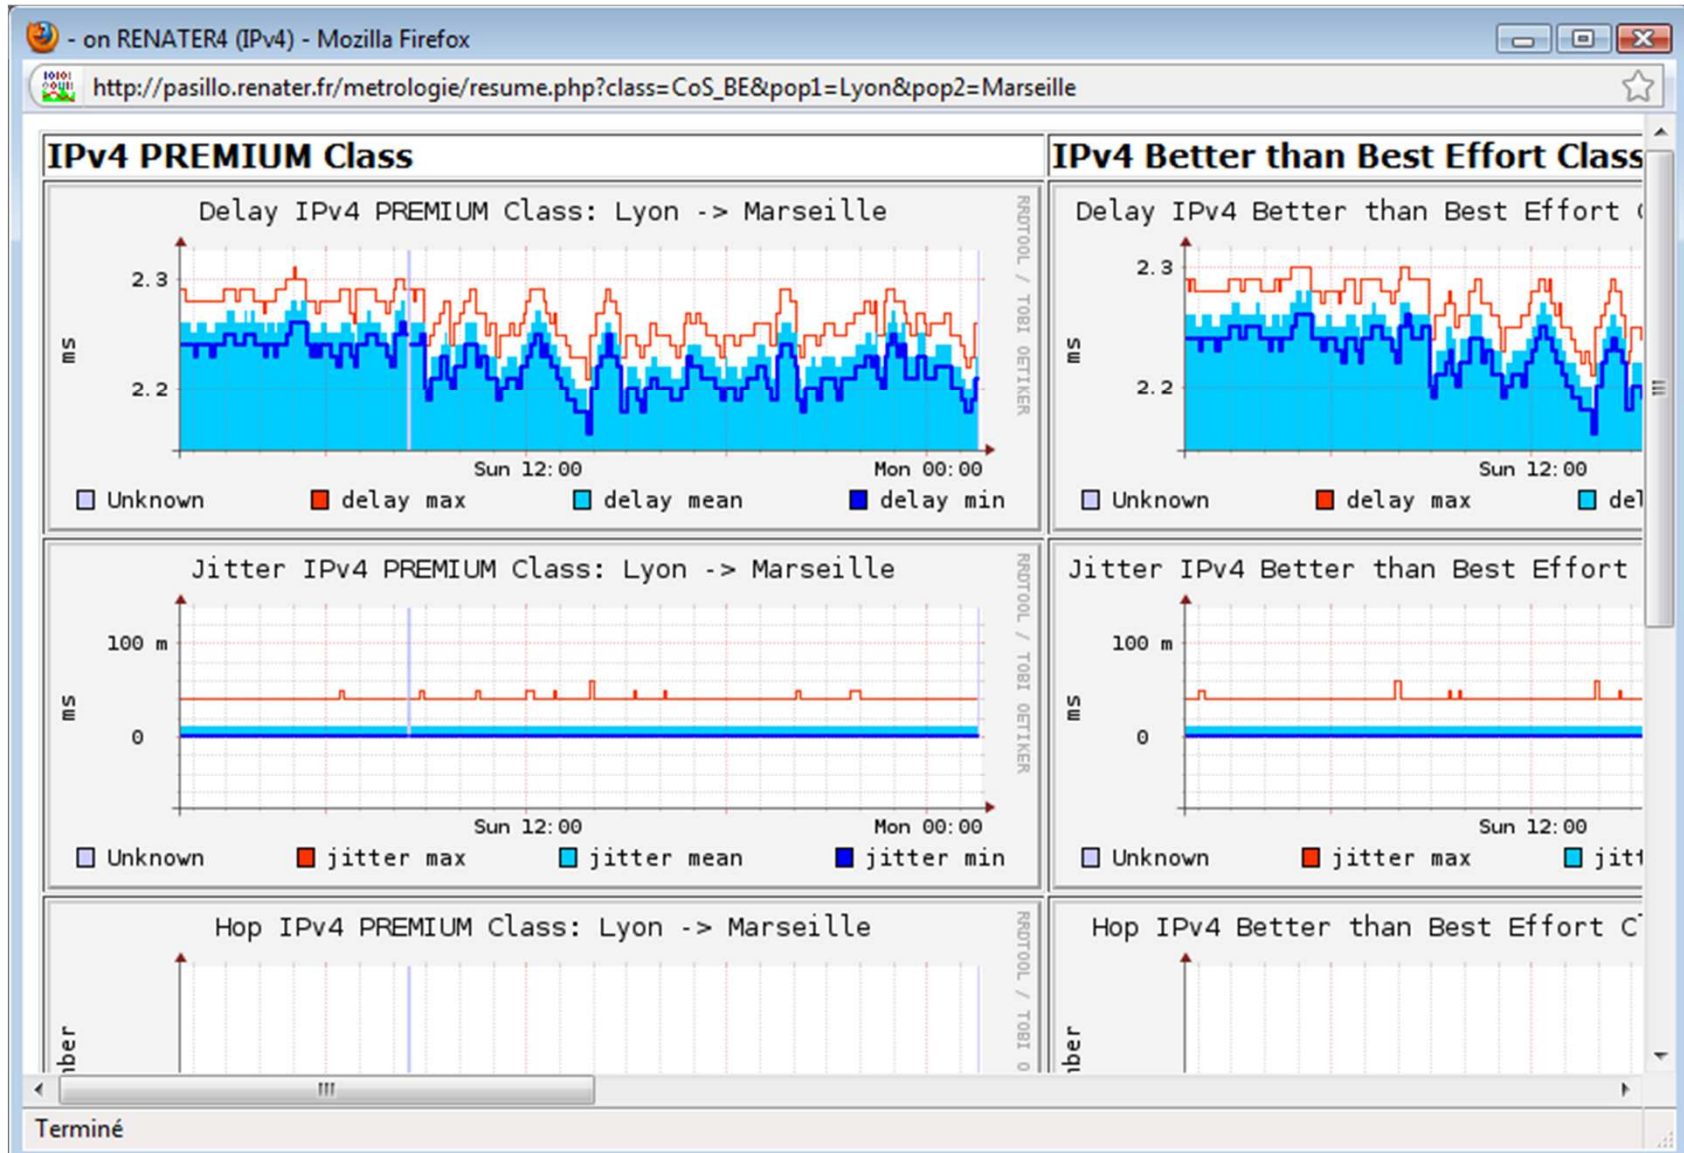 - on RENATER4 (IPv4) - Mozilla Firefox
http://pasillo.renater.fr/metrologie/resume.php?class=CoS_BE&pop1=Lyon&pop2=Marseille
IPv4 PREMIUM Class
Delay IPv4 PREMIUM Class: Lyon -> Marseille
RRDTOOL / TOBI OETIKER
ms
2.3
2.2
Sun 12:00 Mon 00:00
Unknown delay max delay mean delay min
Jitter IPv4 PREMIUM Class: Lyon -> Marseille
RRDTOOL / TOBI OETIKER
ms
100 m
0
Sun 12:00 Mon 00:00
Unknown jitter max jitter mean jitter min
Hop IPv4 PREMIUM Class: Lyon -> Marseille
RRDTOOL / TOBI O
mber
IPv4 Better than Best Effort Class
Delay IPv4 Better than Best Effort
ms
2.3
2.2
Sun 12:00
Unknown delay max del
Jitter IPv4 Better than Best Effort
ms
100 m
0
Sun 12:00
Unknown jitter max jitt
Hop IPv4 Better than Best Effort C
mber
Terminé